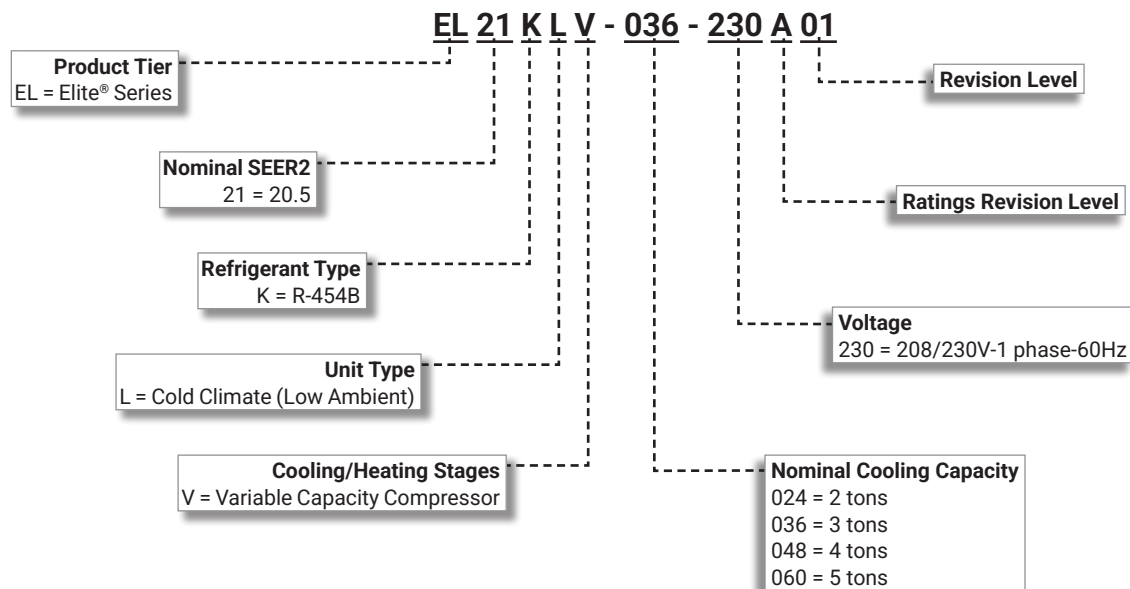 EL 21 K L V - 036 - 230 A 01
Product Tier
EL = Elite® Series
Revision Level
Nominal SEER2
21 = 20.5
Ratings Revision Level
Refrigerant Type
K = R-454B
Voltage
230 = 208/230V-1 phase-60Hz
Unit Type
L = Cold Climate (Low Ambient)
Cooling/Heating Stages
V = Variable Capacity Compressor
Nominal Cooling Capacity
024 = 2 tons
036 = 3 tons
048 = 4 tons
060 = 5 tons